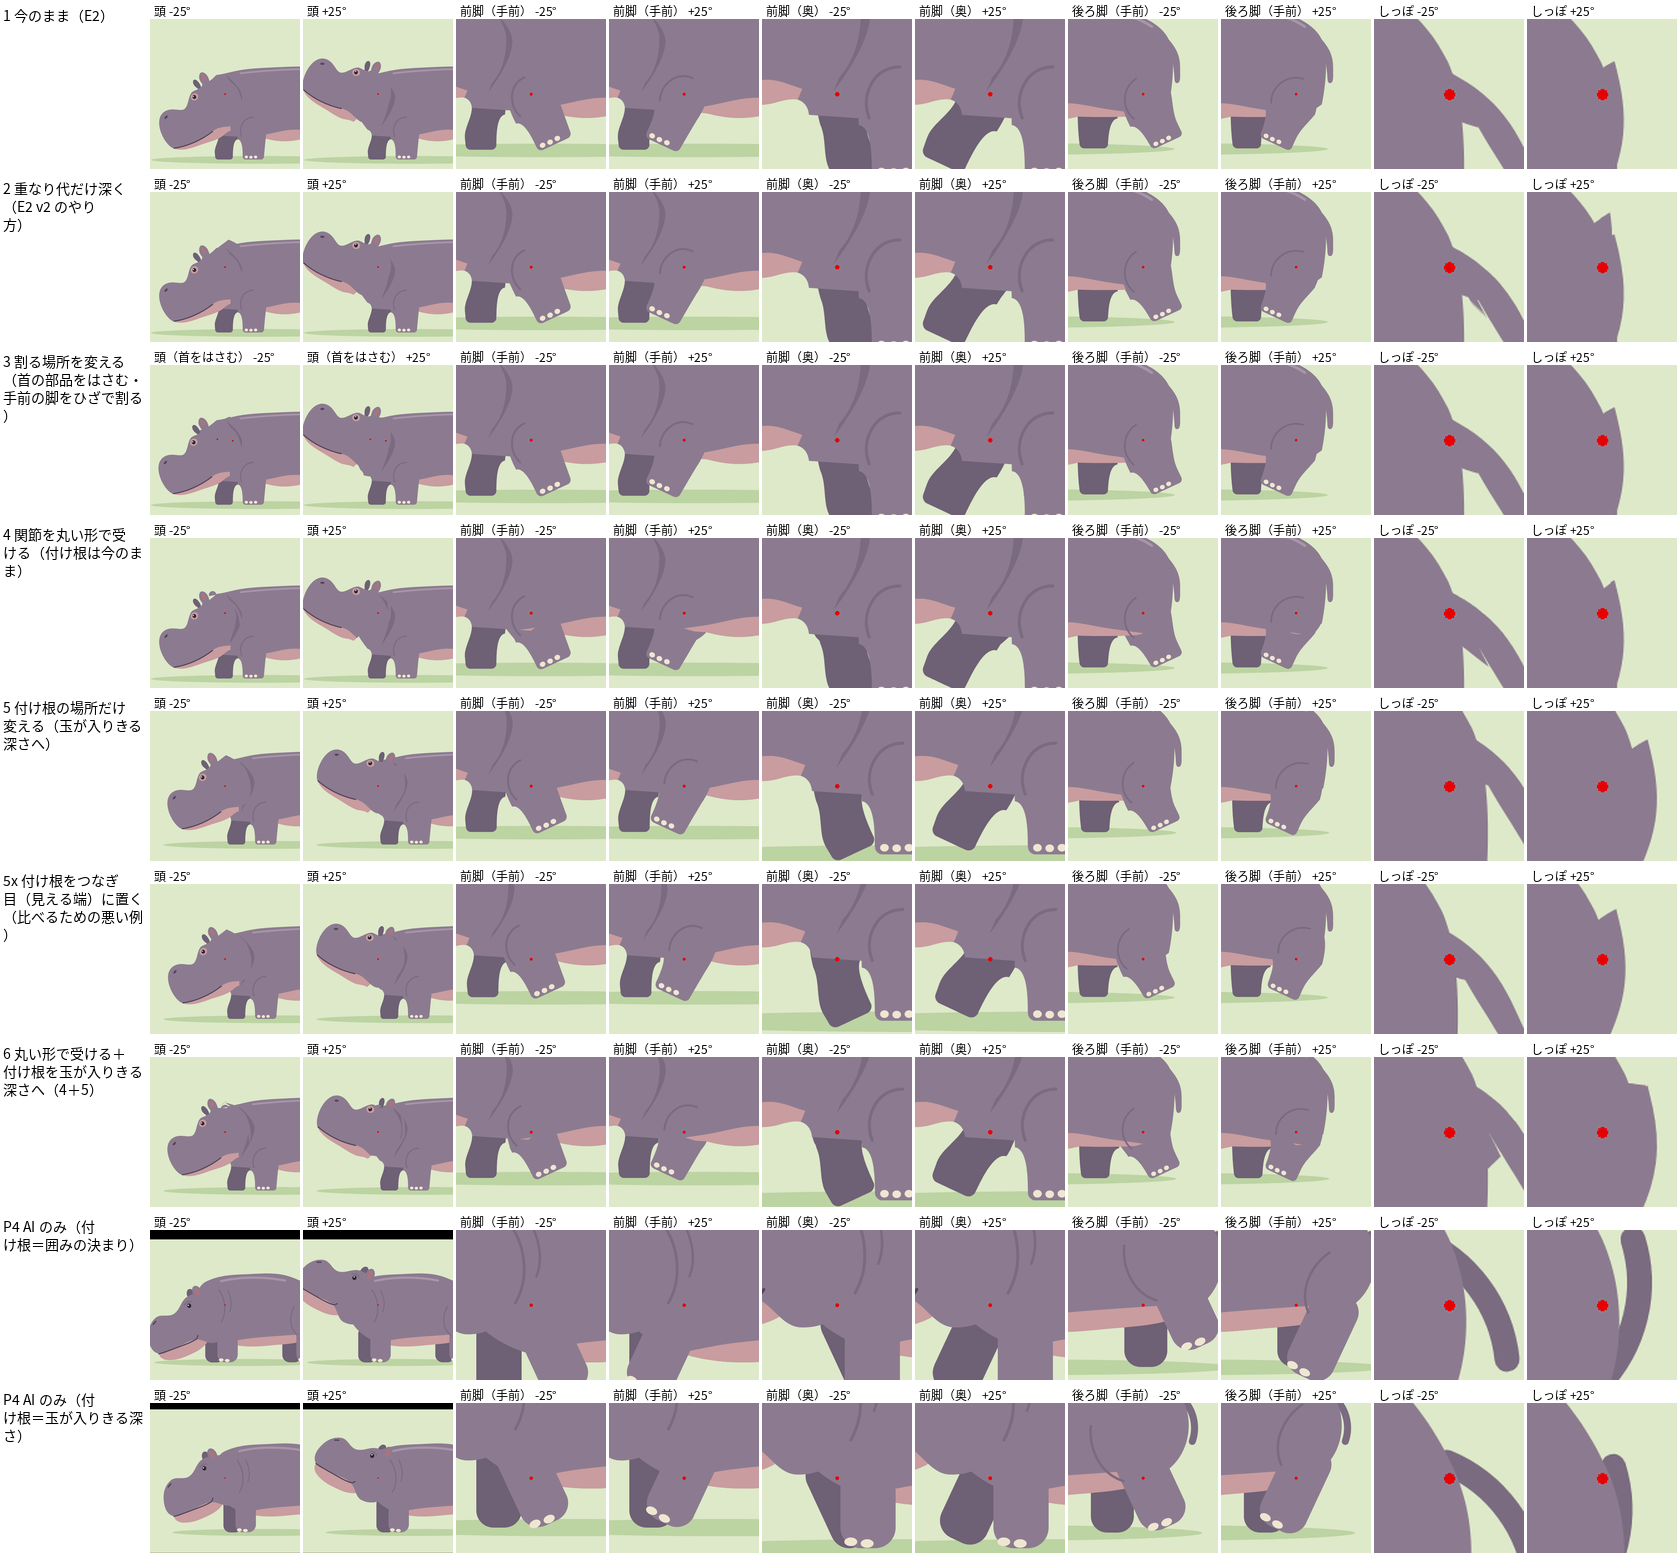 1 今のまま（E2）
頭 -25°
頭 +25°
前脚（手前） -25°
前脚（手前） +25°
前脚（奥） -25°
前脚（奥） +25°
後ろ脚（手前） -25°
後ろ脚（手前） +25°
しっぽ -25°
しっぽ +25°
2 重なり代だけ深く
（E2 v2 のやり
方）
頭 -25°
頭 +25°
前脚（手前） -25°
前脚（手前） +25°
前脚（奥） -25°
前脚（奥） +25°
後ろ脚（手前） -25°
後ろ脚（手前） +25°
しっぽ -25°
しっぽ +25°
3 割る場所を変える
（首の部品をはさむ・
手前の脚をひざで割る
）
頭（首をはさむ） -25°
頭（首をはさむ） +25°
前脚（手前） -25°
前脚（手前） +25°
前脚（奥） -25°
前脚（奥） +25°
後ろ脚（手前） -25°
後ろ脚（手前） +25°
しっぽ -25°
しっぽ +25°
4 関節を丸い形で受
ける（付け根は今のま
ま）
頭 -25°
頭 +25°
前脚（手前） -25°
前脚（手前） +25°
前脚（奥） -25°
前脚（奥） +25°
後ろ脚（手前） -25°
後ろ脚（手前） +25°
しっぽ -25°
しっぽ +25°
5 付け根の場所だけ
変える（玉が入りきる
深さへ）
頭 -25°
頭 +25°
前脚（手前） -25°
前脚（手前） +25°
前脚（奥） -25°
前脚（奥） +25°
後ろ脚（手前） -25°
後ろ脚（手前） +25°
しっぽ -25°
しっぽ +25°
5x 付け根をつなぎ
目（見える端）に置く
（比べるための悪い例
）
頭 -25°
頭 +25°
前脚（手前） -25°
前脚（手前） +25°
前脚（奥） -25°
前脚（奥） +25°
後ろ脚（手前） -25°
後ろ脚（手前） +25°
しっぽ -25°
しっぽ +25°
6 丸い形で受ける＋
付け根を玉が入りきる
深さへ（4＋5）
頭 -25°
頭 +25°
前脚（手前） -25°
前脚（手前） +25°
前脚（奥） -25°
前脚（奥） +25°
後ろ脚（手前） -25°
後ろ脚（手前） +25°
しっぽ -25°
しっぽ +25°
P4 AI のみ（付
け根＝囲みの決まり）
頭 -25°
頭 +25°
前脚（手前） -25°
前脚（手前） +25°
前脚（奥） -25°
前脚（奥） +25°
後ろ脚（手前） -25°
後ろ脚（手前） +25°
しっぽ -25°
しっぽ +25°
P4 AI のみ（付
け根＝玉が入りきる深
さ）
頭 -25°
頭 +25°
前脚（手前） -25°
前脚（手前） +25°
前脚（奥） -25°
前脚（奥） +25°
後ろ脚（手前） -25°
後ろ脚（手前） +25°
しっぽ -25°
しっぽ +25°